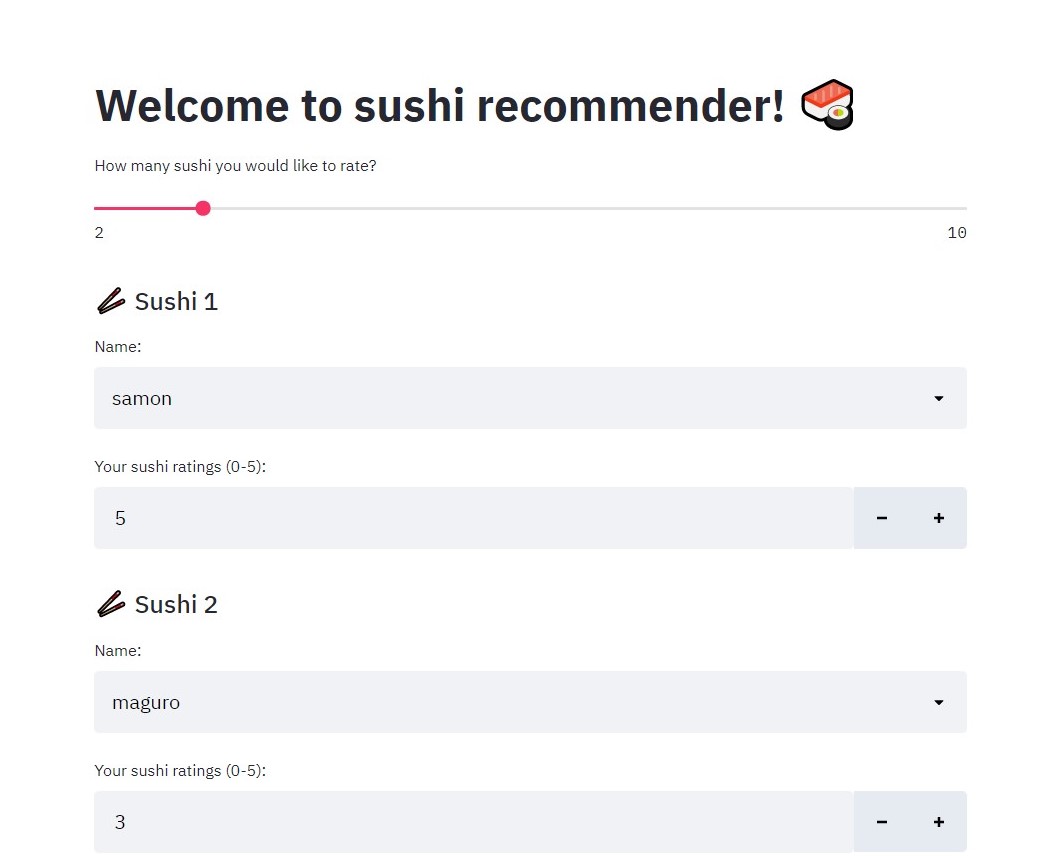 Welcome to sushi recommender!
How many sushi you would like to rate?
2 10
Sushi 1
Name:
samon
Your sushi ratings (0-5):
5 - +
Sushi 2
Name:
maguro
Your sushi ratings (0-5):
3 - +